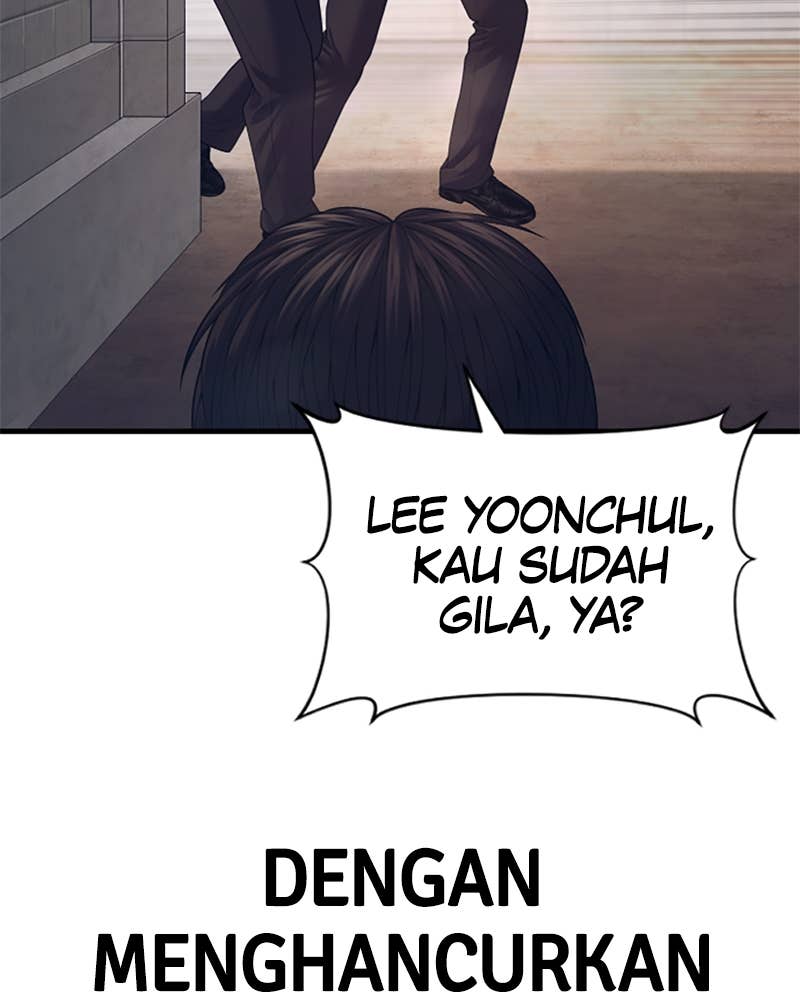 LEE YOONCHUL,
KAU SUDAH
GILA, YA?
DENGAN
MENGHANCURKAN